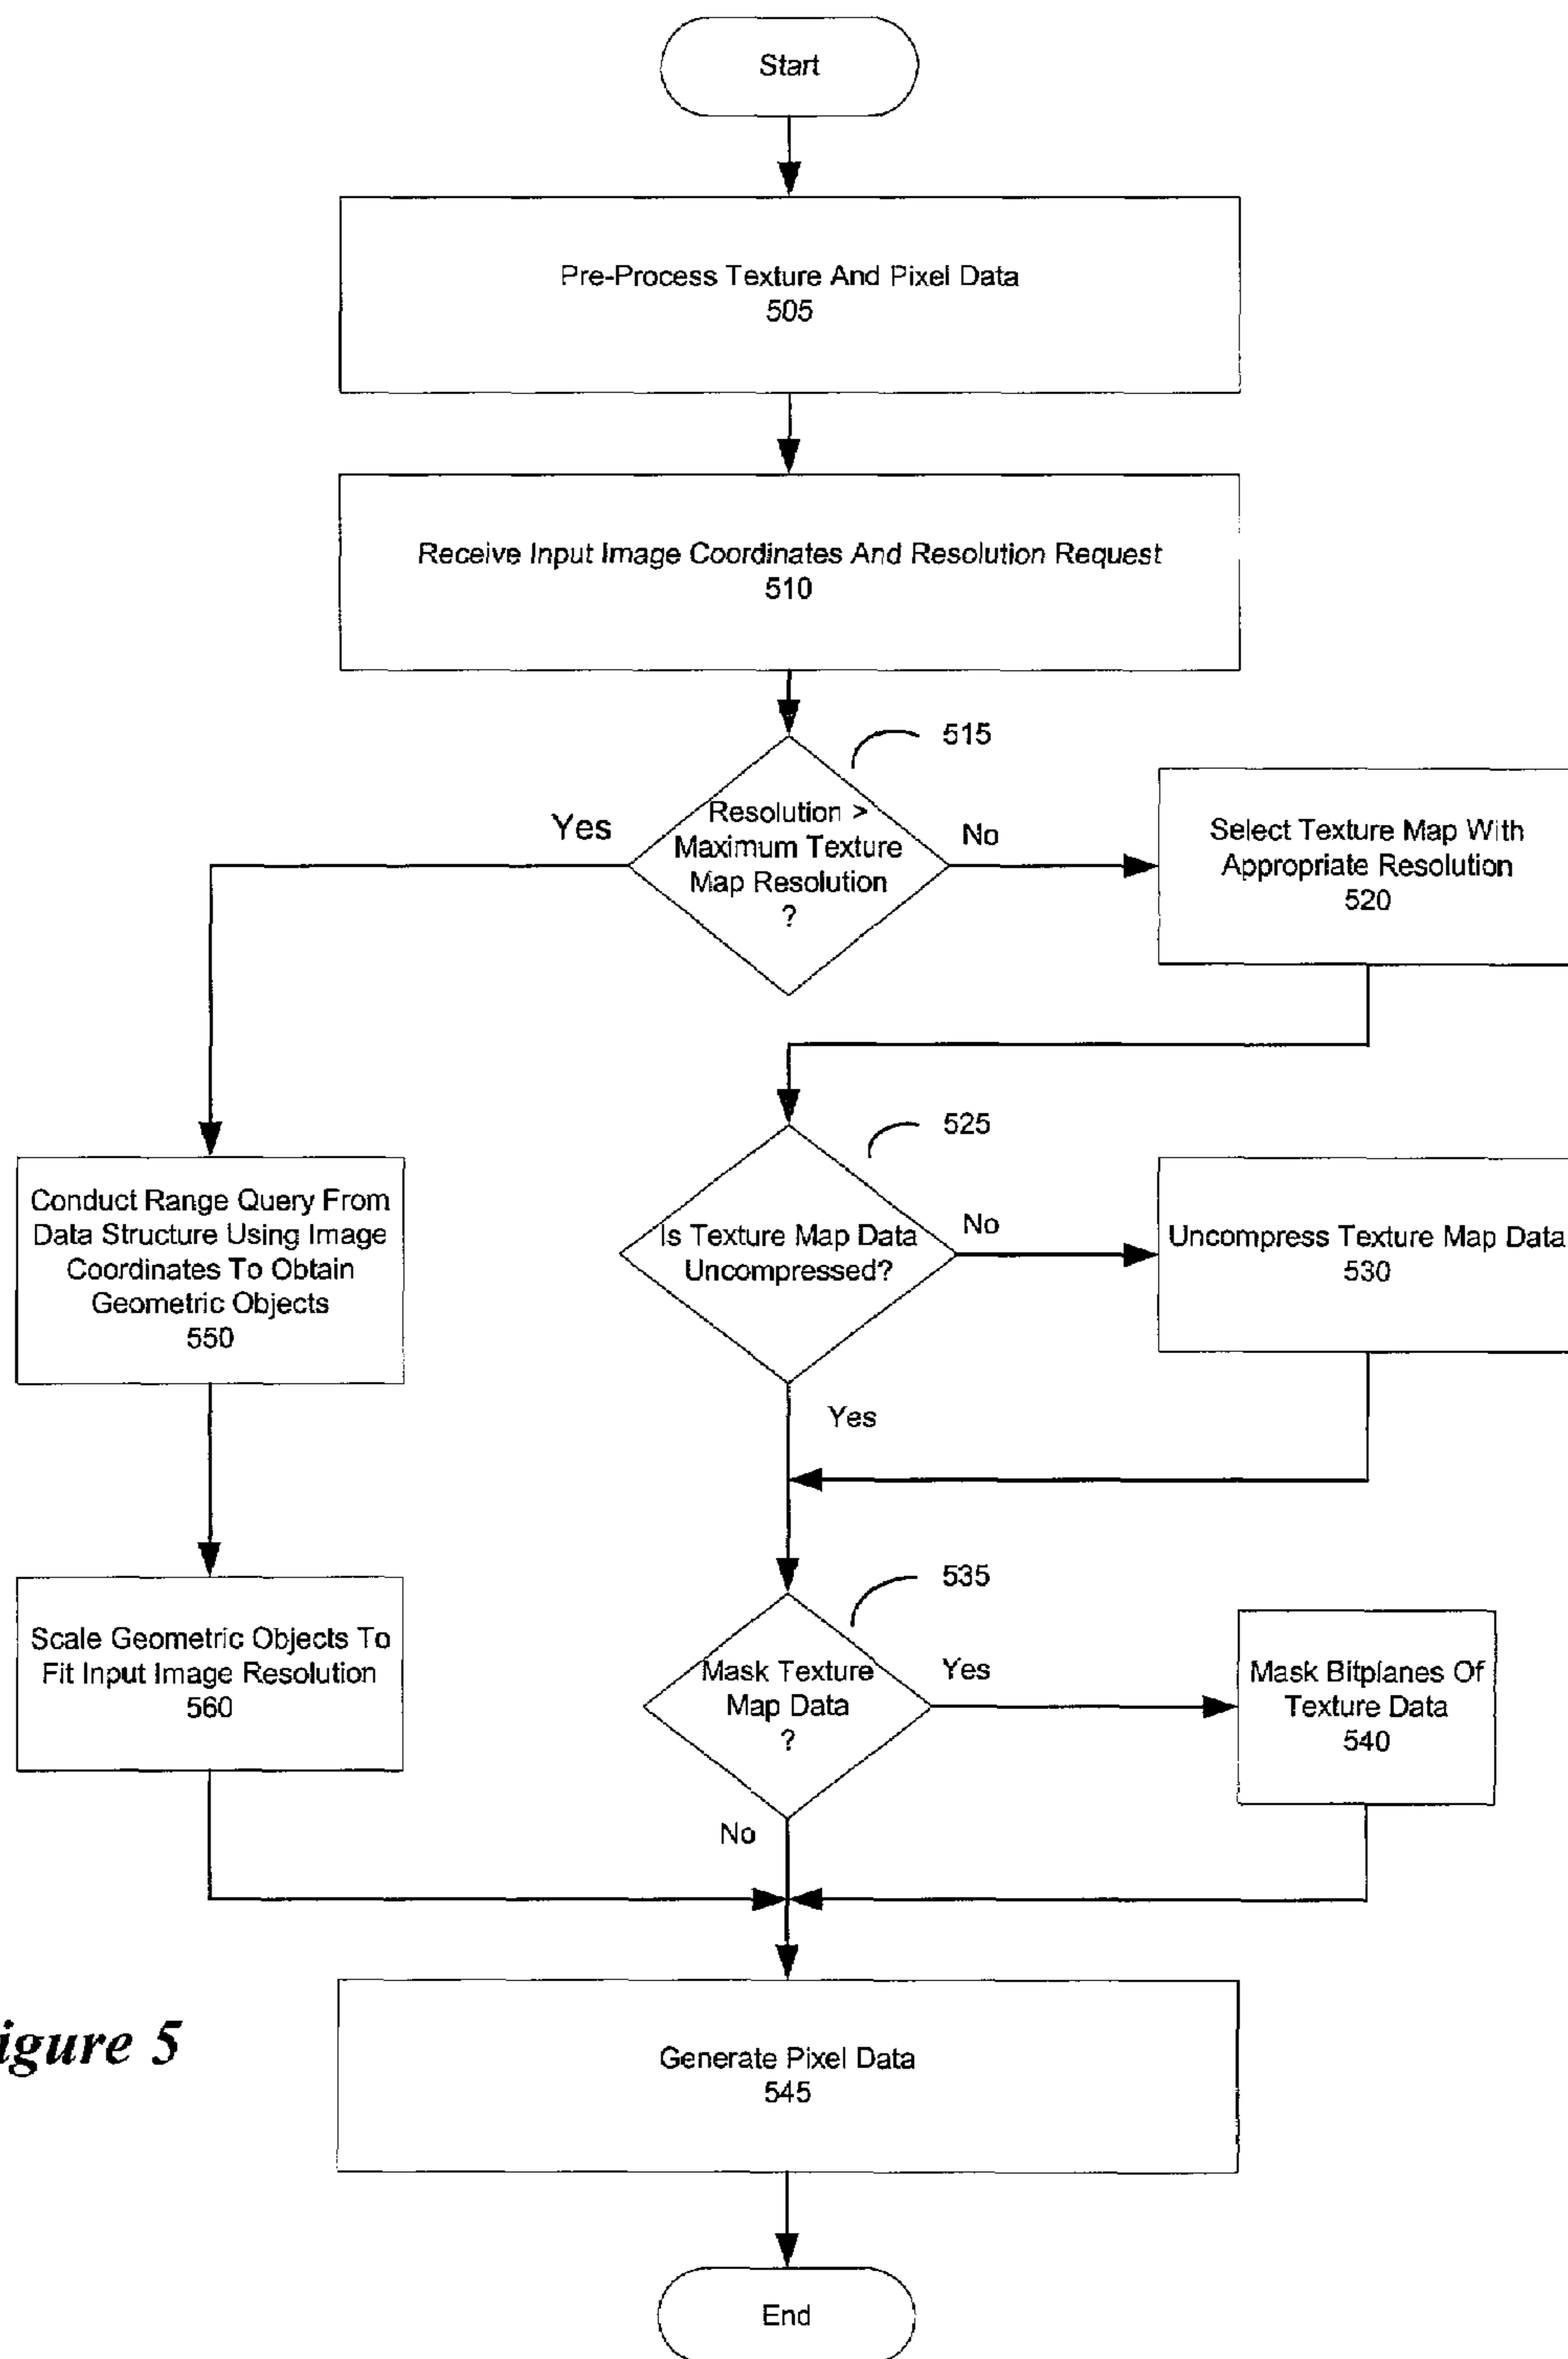 Start
Pre-Process Texture And Pixel Data
505
Receive Input Image Coordinates And Resolution Request
510
515
Resolution >
Maximum Texture
Map Resolution
?
Yes
No
Select Texture Map With
Appropriate Resolution
520
525
Is Texture Map Data
Uncompressed?
No
Yes
Uncompress Texture Map Data
530
Conduct Range Query From
Data Structure Using Image
Coordinates To Obtain
Geometric Objects
550
Scale Geometric Objects To
Fit Input Image Resolution
560
535
Mask Texture
Map Data
?
Yes
No
Mask Bitplanes Of
Texture Data
540
igure 5
Generate Pixel Data
545
End